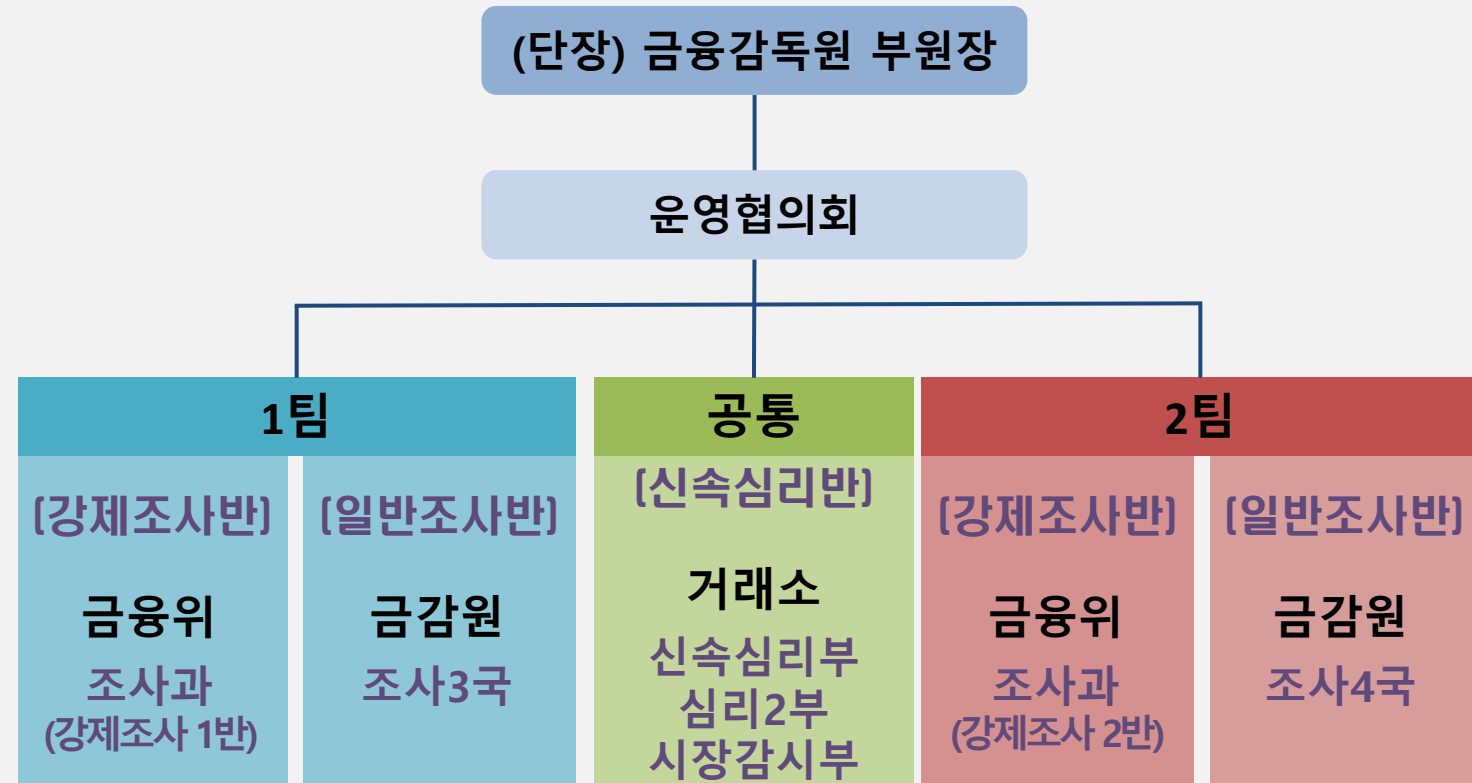 (단장) 금융감독원 부원장
운영협의회
1팀
[강제조사반]
금융위
조사과
(강제조사 1반)
[일반조사반]
금감원
조사3국
공통
[신속심리반]
거래소
신속심리부
심리2부
시장감시부
2팀
[강제조사반]
금융위
조사과
(강제조사 2반)
[일반조사반]
금감원
조사4국